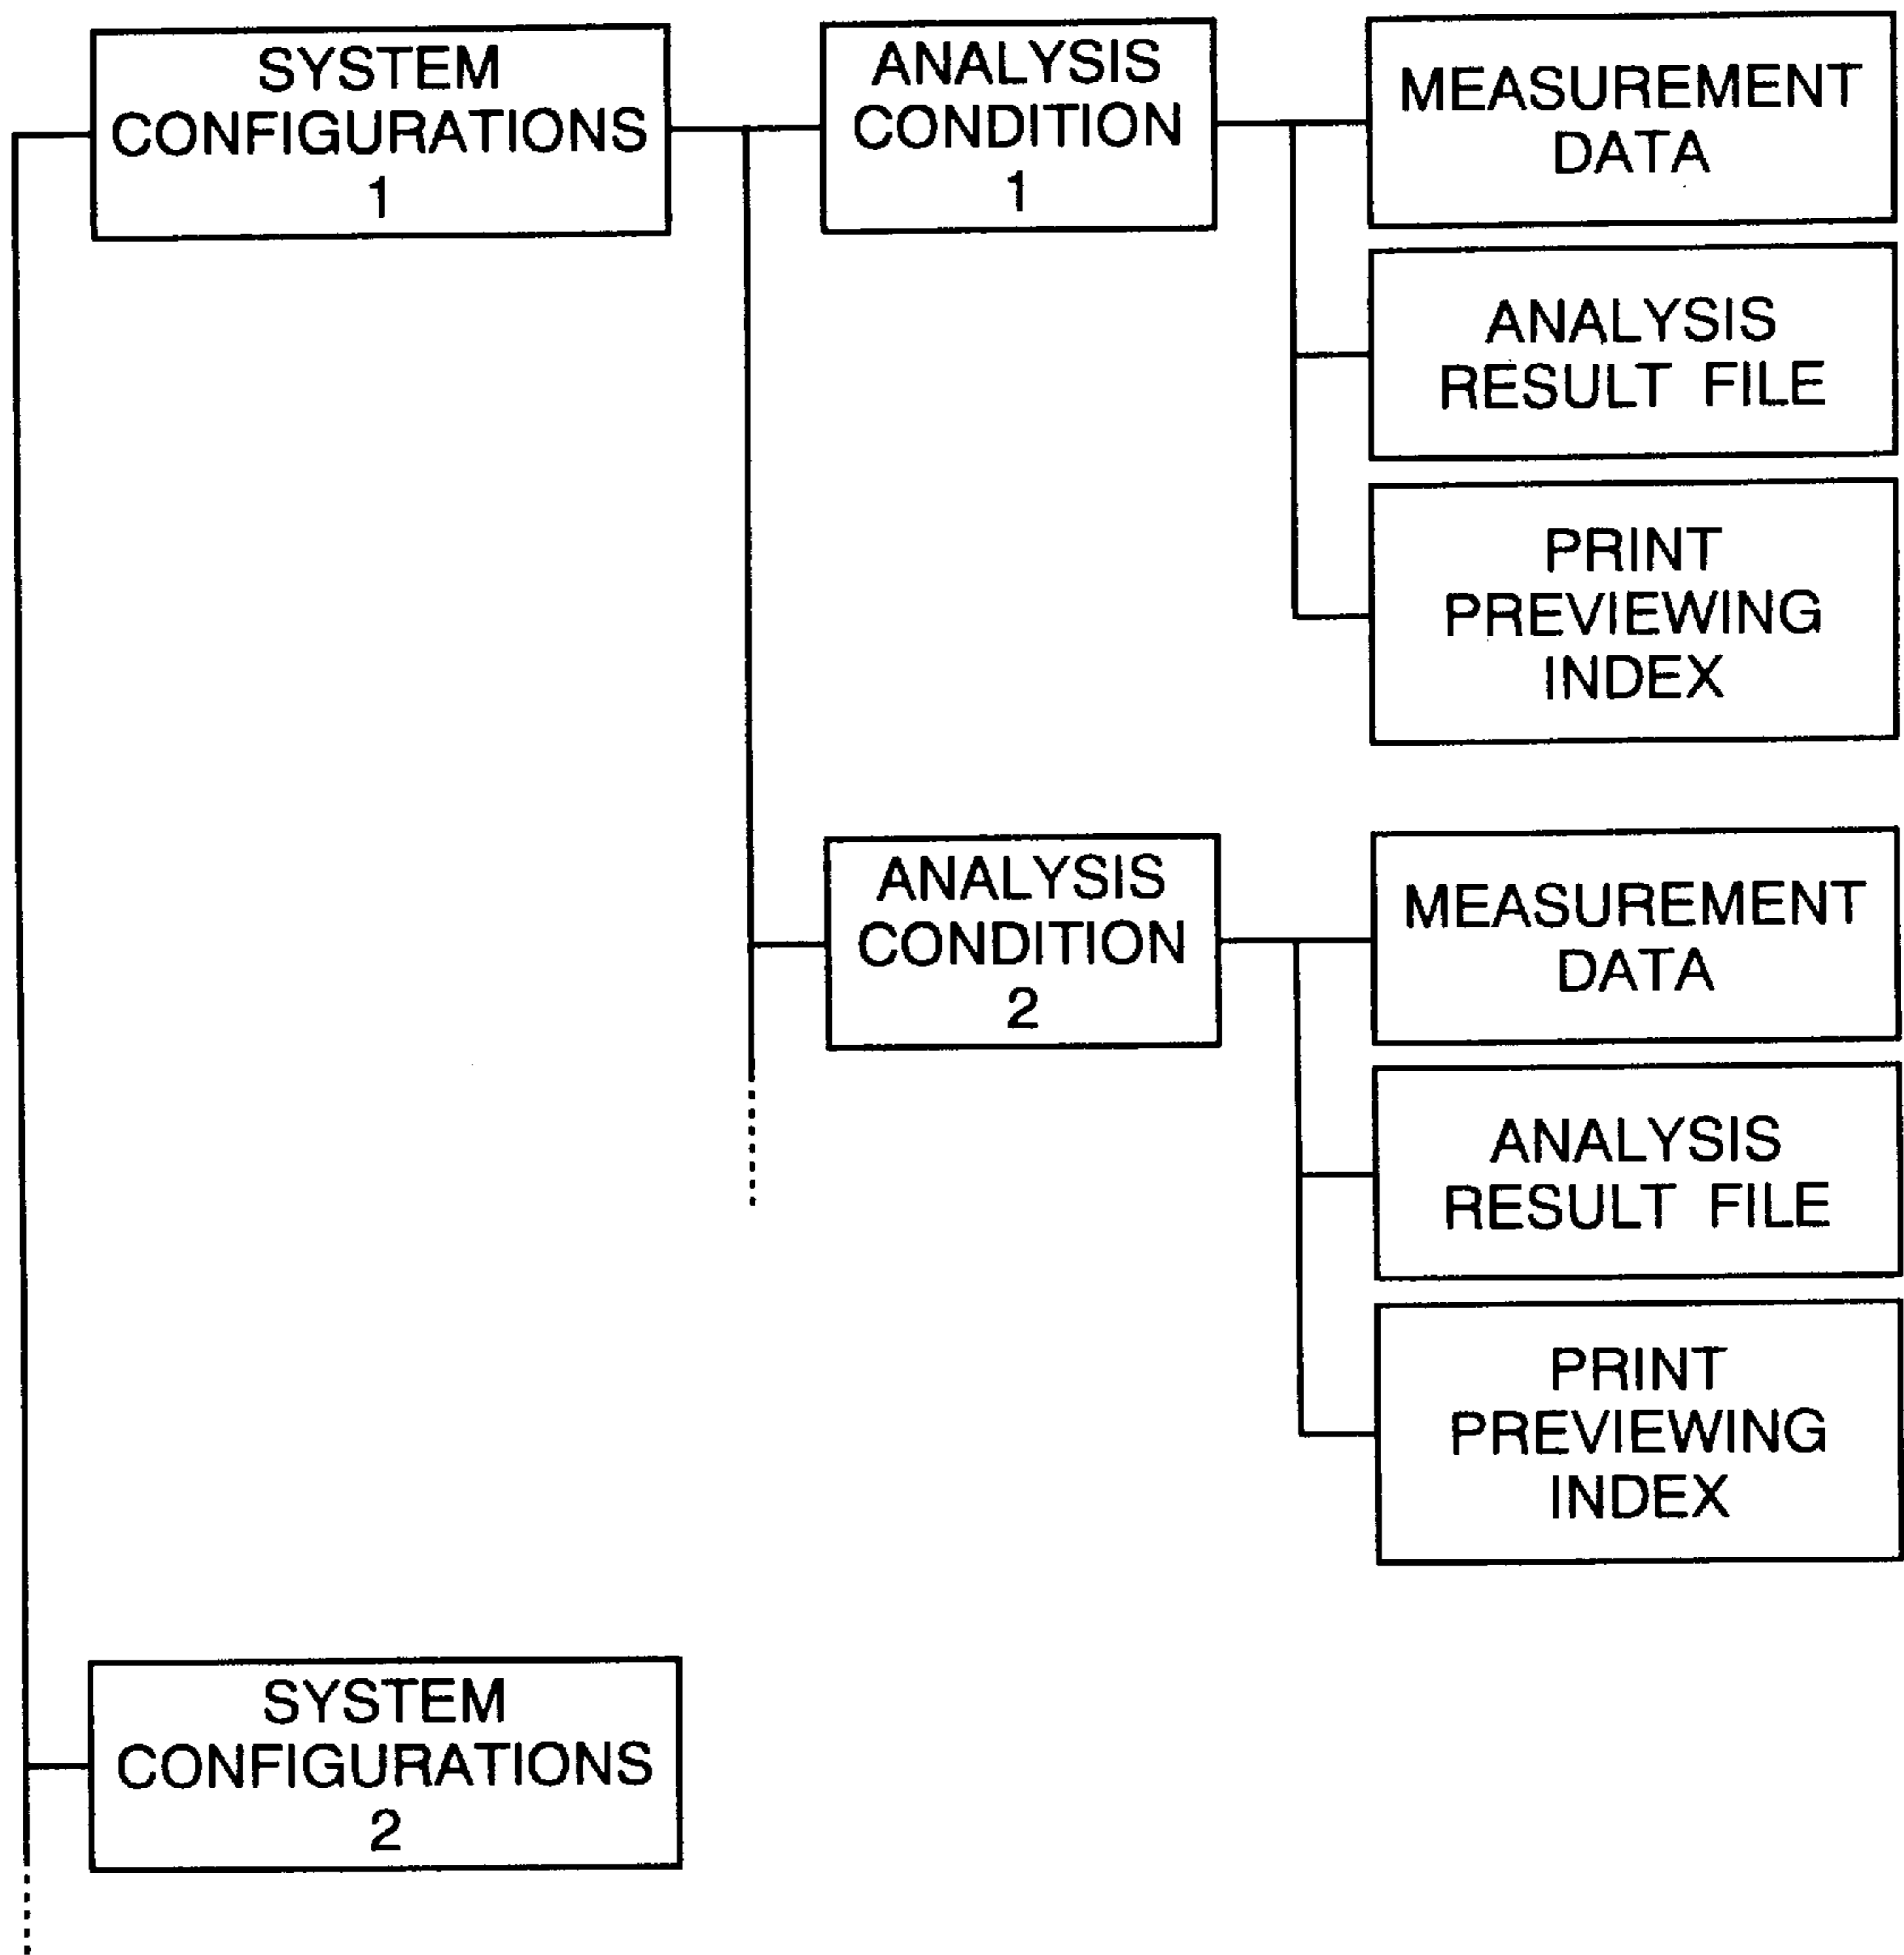 SYSTEM
CONFIGURATIONS
1
ANALYSIS
CONDITION
1
MEASUREMENT
DATA
ANALYSIS
RESULT FILE
PRINT
PREVIEWING
INDEX
ANALYSIS
CONDITION
2
MEASUREMENT
DATA
ANALYSIS
RESULT FILE
PRINT
PREVIEWING
INDEX
SYSTEM
CONFIGURATIONS
2